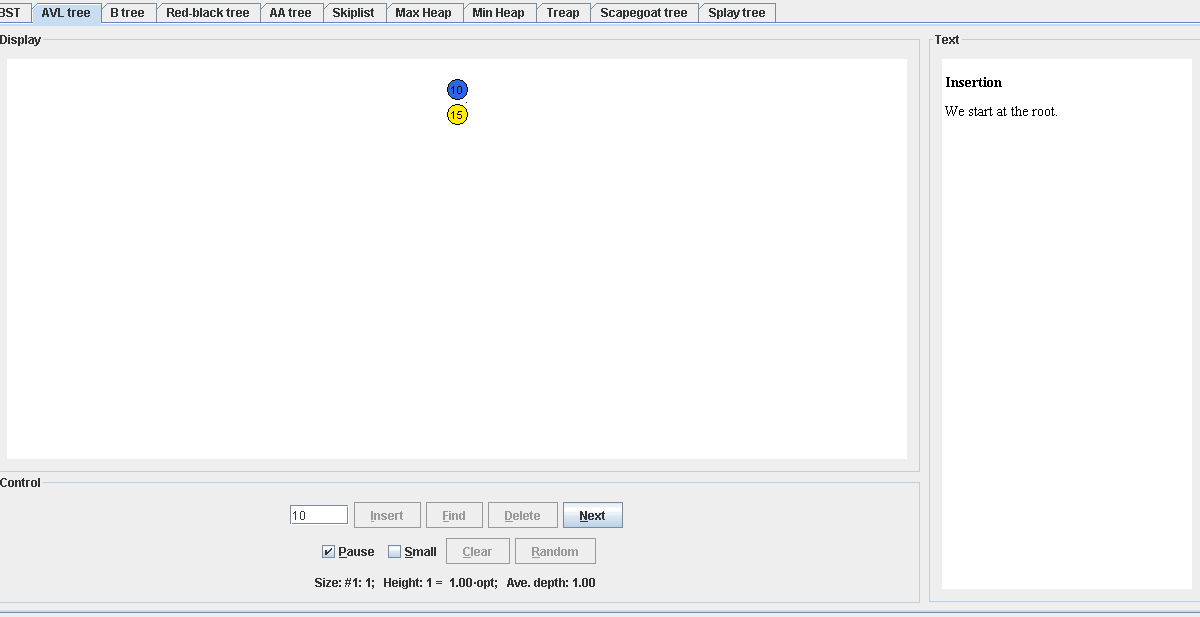 BST AVL tree B tree Red-black tree AA tree Skiplist Max Heap Min Heap Treap Scapegoat tree Splay tree
Display
10
15
Text
Insertion
We start at the root.
Control
10 Insert Find Delete Next
Pause Small Clear Random
Size: #1: 1; Height: 1 = 1.00·opt; Ave. depth: 1.00